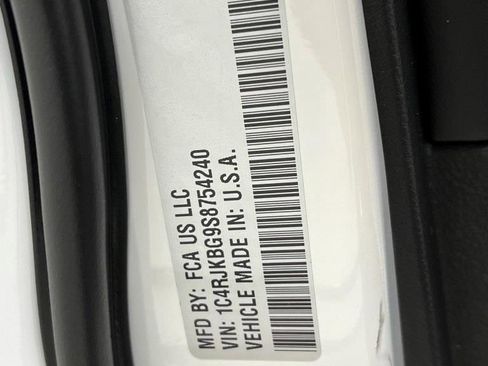 MFD BY: FCA US LLC
VIN: 1C4RJKBG9S8754240
VEHICLE MADE IN: U.S.A.